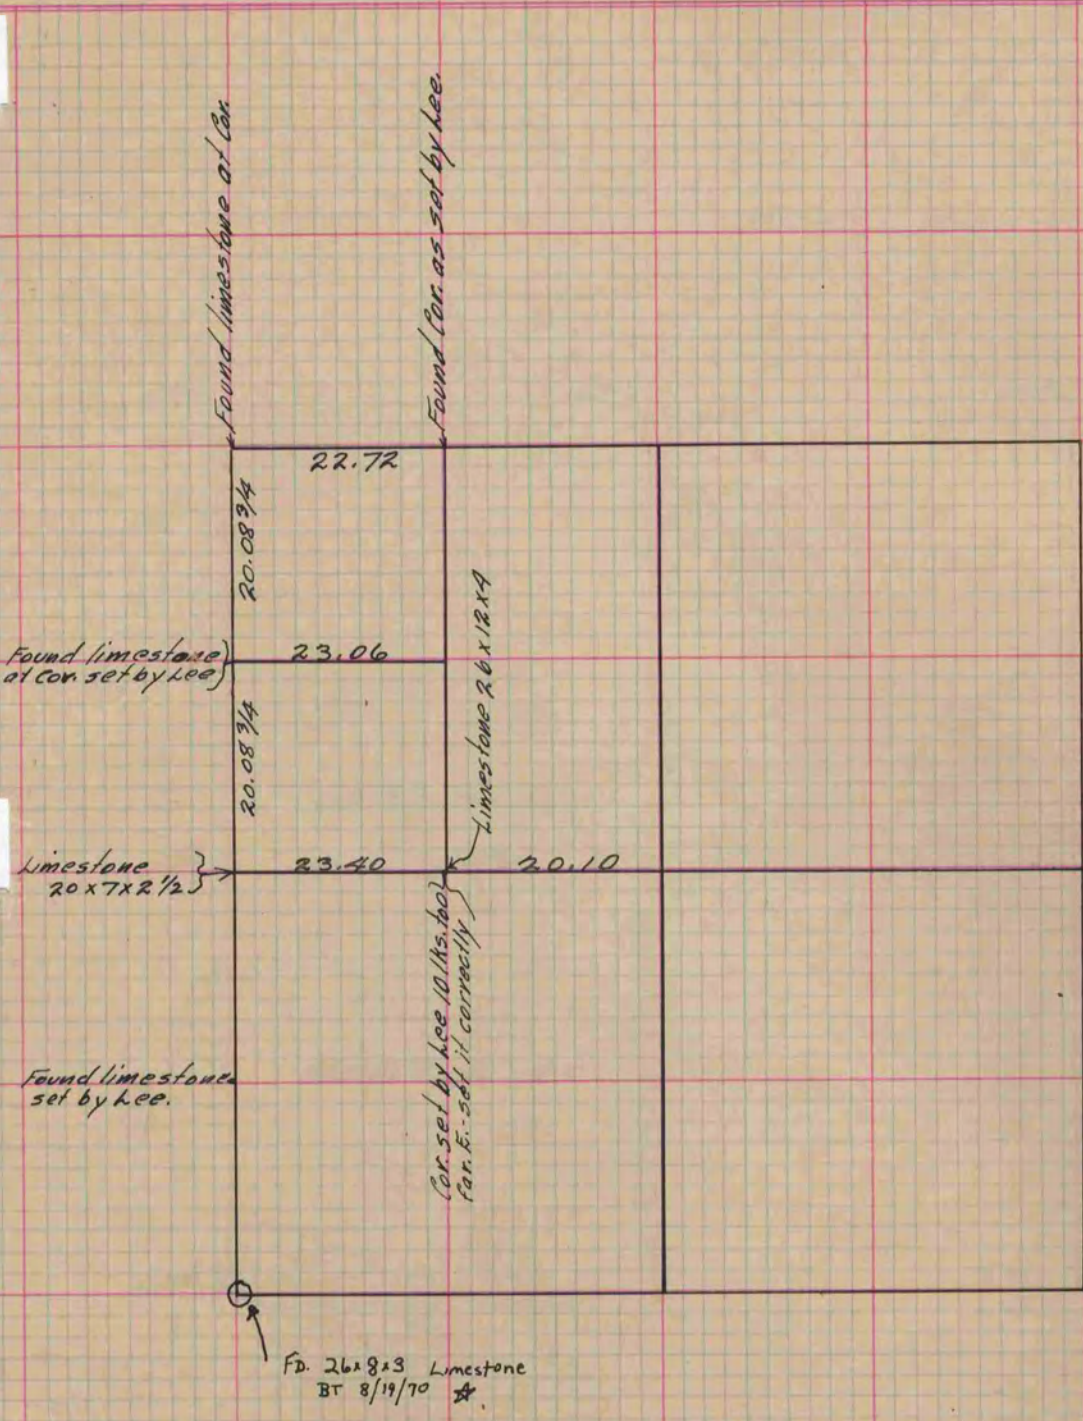 Found limestone at Cor.
Found Cor. as set by Lee.
22.72
20.08 3/4
Found limestone
at Cor. set by Lee
23.06
Limestone 26 x 12 x 4
20.08 3/4
Limestone
20 x 7 x 2 1/2
23.40
20.10
Cor. set by Lee 10 lks. too
far. E. - set it correctly
Found limestone
set by Lee.
FD. 26x8x3 Limestone
BT 8/19/70